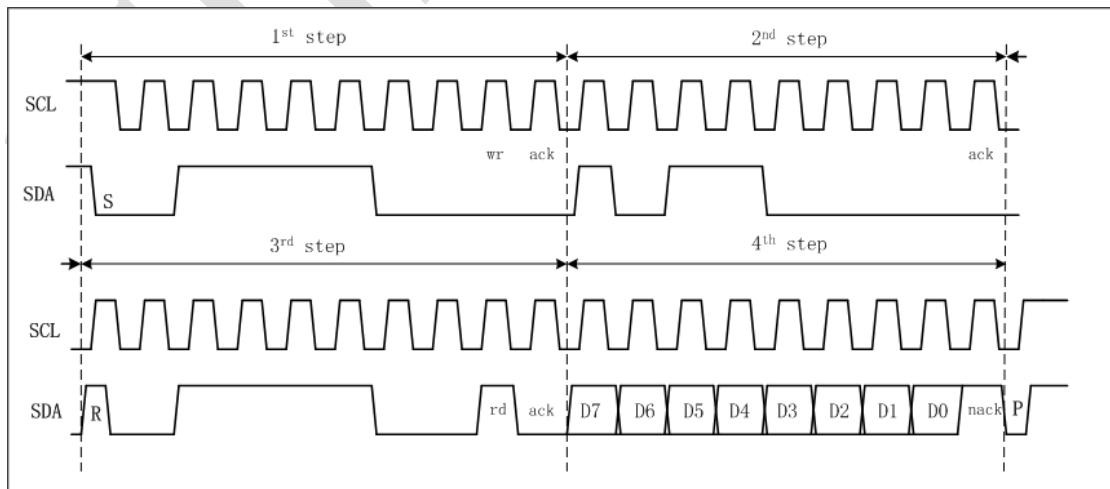 1st step 2nd step
SCL
wr ack ack
SDA S
3rd step 4th step
SCL
SDA R rd ack D7 D6 D5 D4 D3 D2 D1 D0 nack P